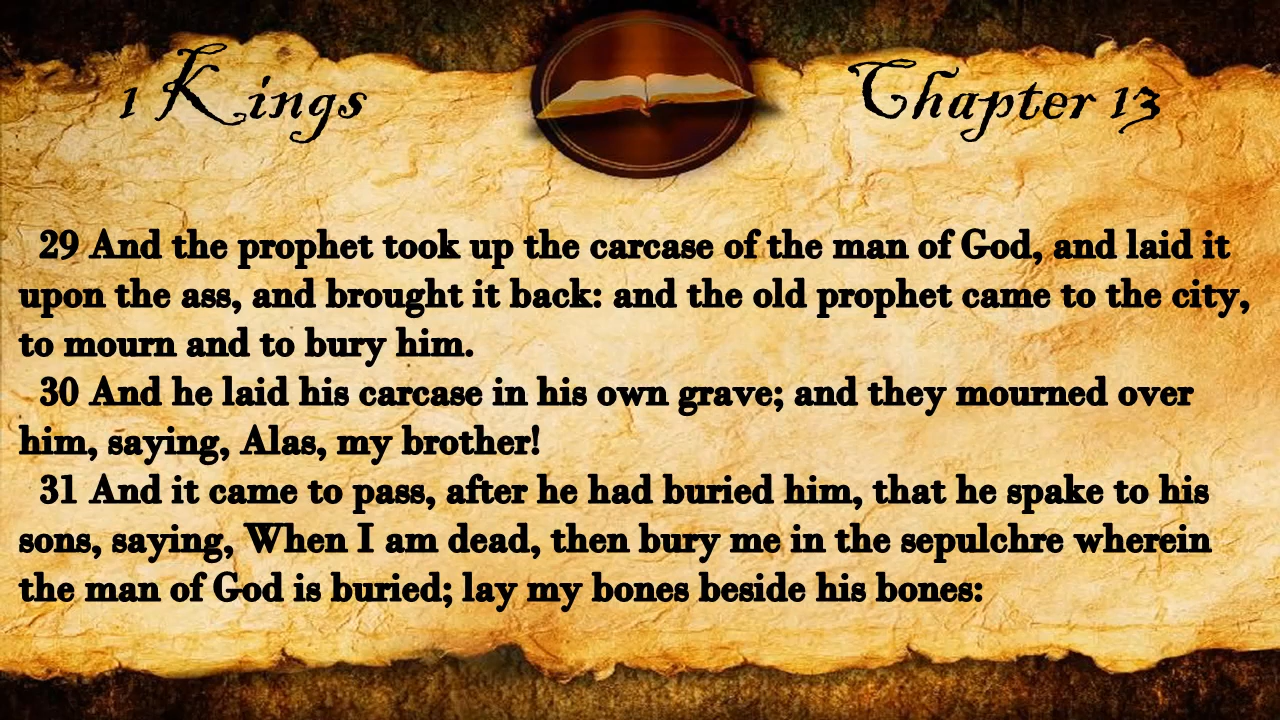 1 Kings
Chapter 13
29 And the prophet took up the carcase of the man of God, and laid it
upon the ass, and brought it back: and the old prophet came to the city,
to mourn and to bury him.
30 And he laid his carcase in his own grave; and they mourned over
him, saying, Alas, my brother!
31 And it came to pass, after he had buried him, that he spake to his
sons, saying, When I am dead, then bury me in the sepulchre wherein
the man of God is buried; lay my bones beside his bones: